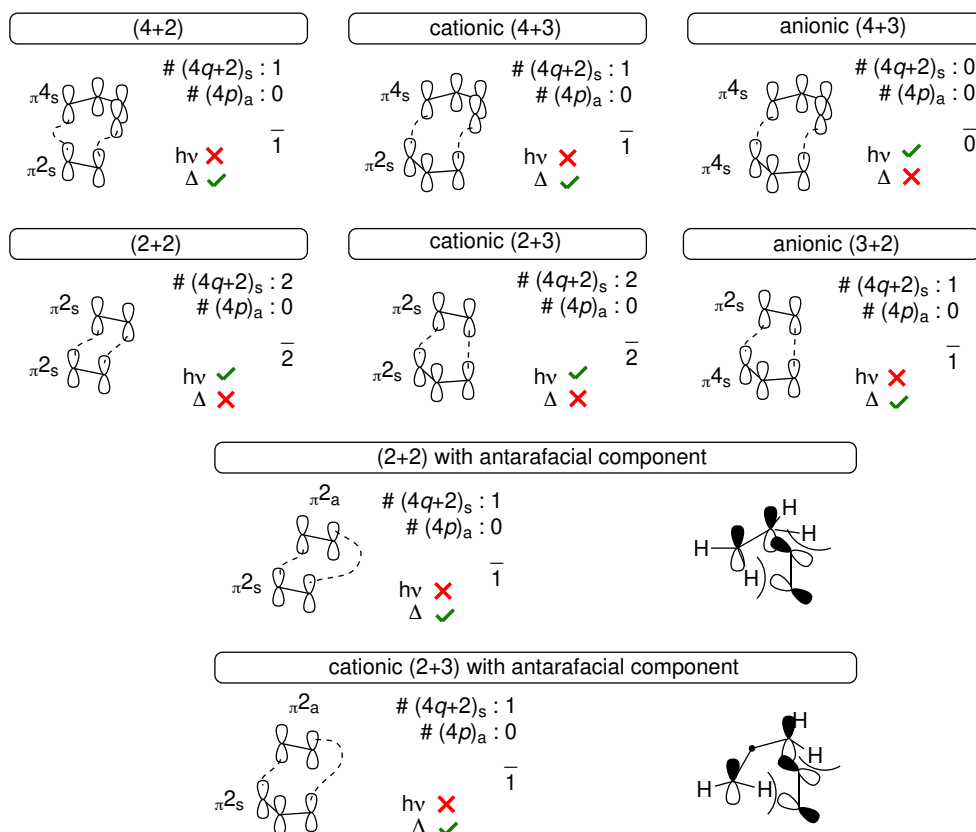 (4+2)
π4s
π2s
# (4q+2)s : 1
# (4p)a : 0
1
hν
Δ
cationic (4+3)
π4s
π2s
# (4q+2)s : 1
# (4p)a : 0
1
hν
Δ
anionic (4+3)
π4s
π4s
# (4q+2)s : 0
# (4p)a : 0
0
hν
Δ
(2+2)
π2s
π2s
# (4q+2)s : 2
# (4p)a : 0
2
hν
Δ
cationic (2+3)
π2s
π2s
# (4q+2)s : 2
# (4p)a : 0
2
hν
Δ
anionic (3+2)
π2s
π4s
# (4q+2)s : 1
# (4p)a : 0
1
hν
Δ
(2+2) with antarafacial component
π2a
π2s
# (4q+2)s : 1
# (4p)a : 0
1
hν
Δ
H
H
H
H
cationic (2+3) with antarafacial component
π2a
π2s
# (4q+2)s : 1
# (4p)a : 0
1
hν
Δ
H
H
H
H